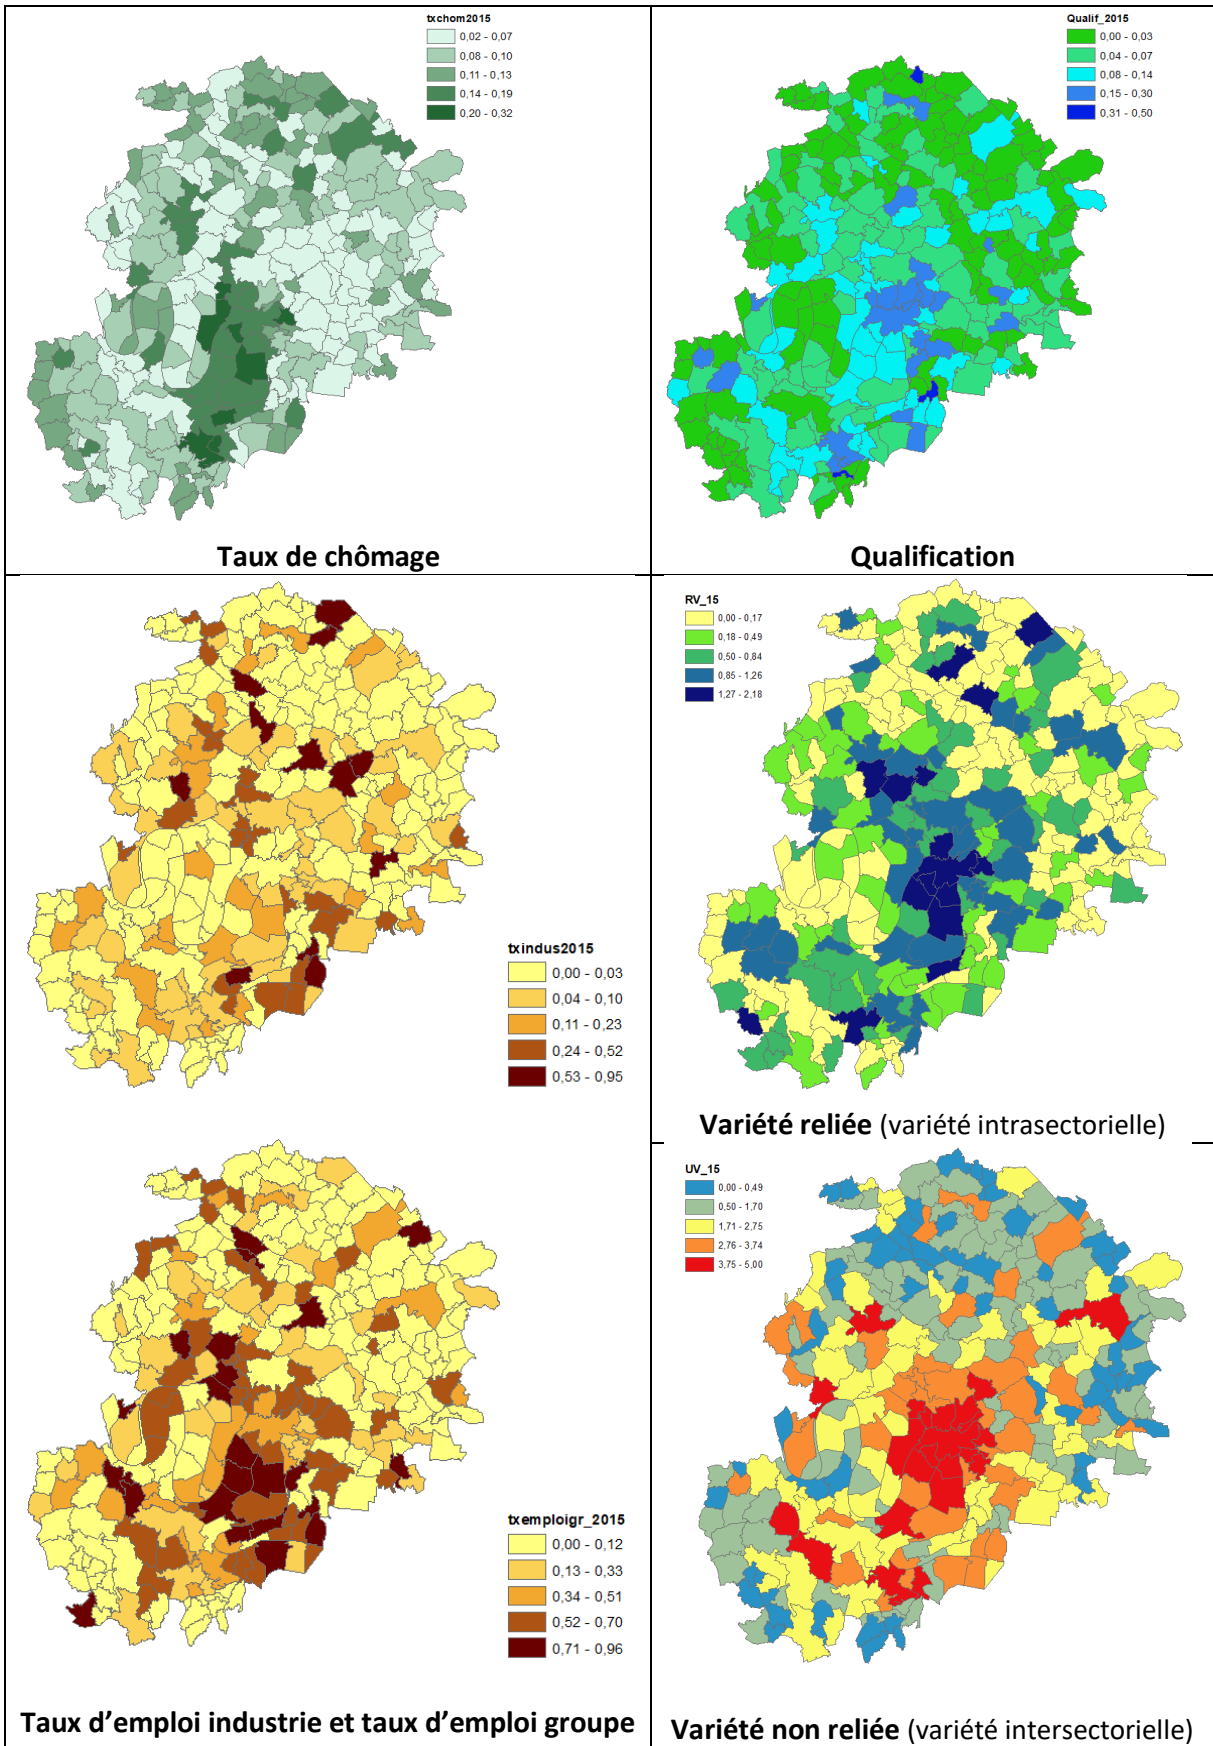 txchom2015
0,02 - 0,07
0,08 - 0,10
0,11 - 0,13
0,14 - 0,19
0,20 - 0,32
Taux de chômage
Qualif_2015
0,00 - 0,03
0,04 - 0,07
0,08 - 0,14
0,15 - 0,30
0,31 - 0,50
Qualification
txindus2015
0,00 - 0,03
0,04 - 0,10
0,11 - 0,23
0,24 - 0,52
0,53 - 0,95
RV_15
0,00 - 0,17
0,18 - 0,49
0,50 - 0,84
0,85 - 1,26
1,27 - 2,18
Variété reliée (variété intrasectorielle)
txemploigr_2015
0,00 - 0,12
0,13 - 0,33
0,34 - 0,51
0,52 - 0,70
0,71 - 0,96
Taux d’emploi industrie et taux d’emploi groupe
UV_15
0,00 - 0,49
0,50 - 1,70
1,71 - 2,75
2,76 - 3,74
3,75 - 5,00
Variété non reliée (variété intersectorielle)